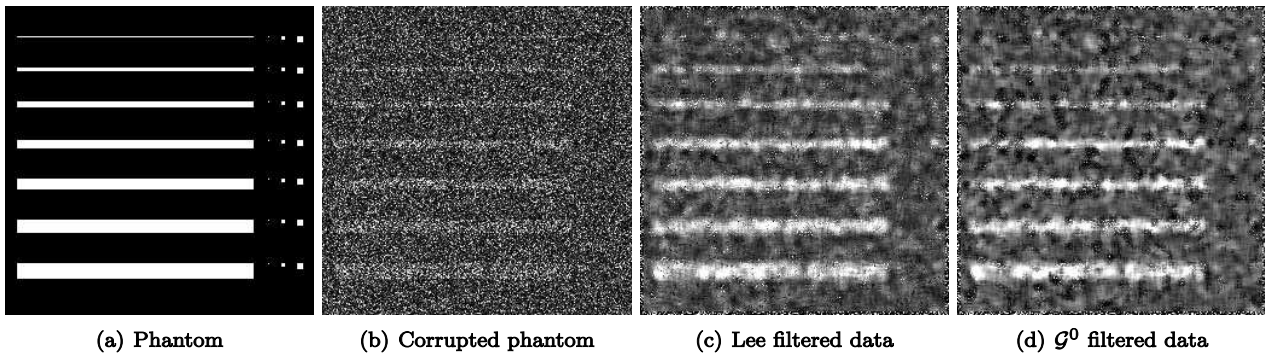 (a) Phantom
(b) Corrupted phantom
(c) Lee filtered data
(d) 𝒢⁰ filtered data